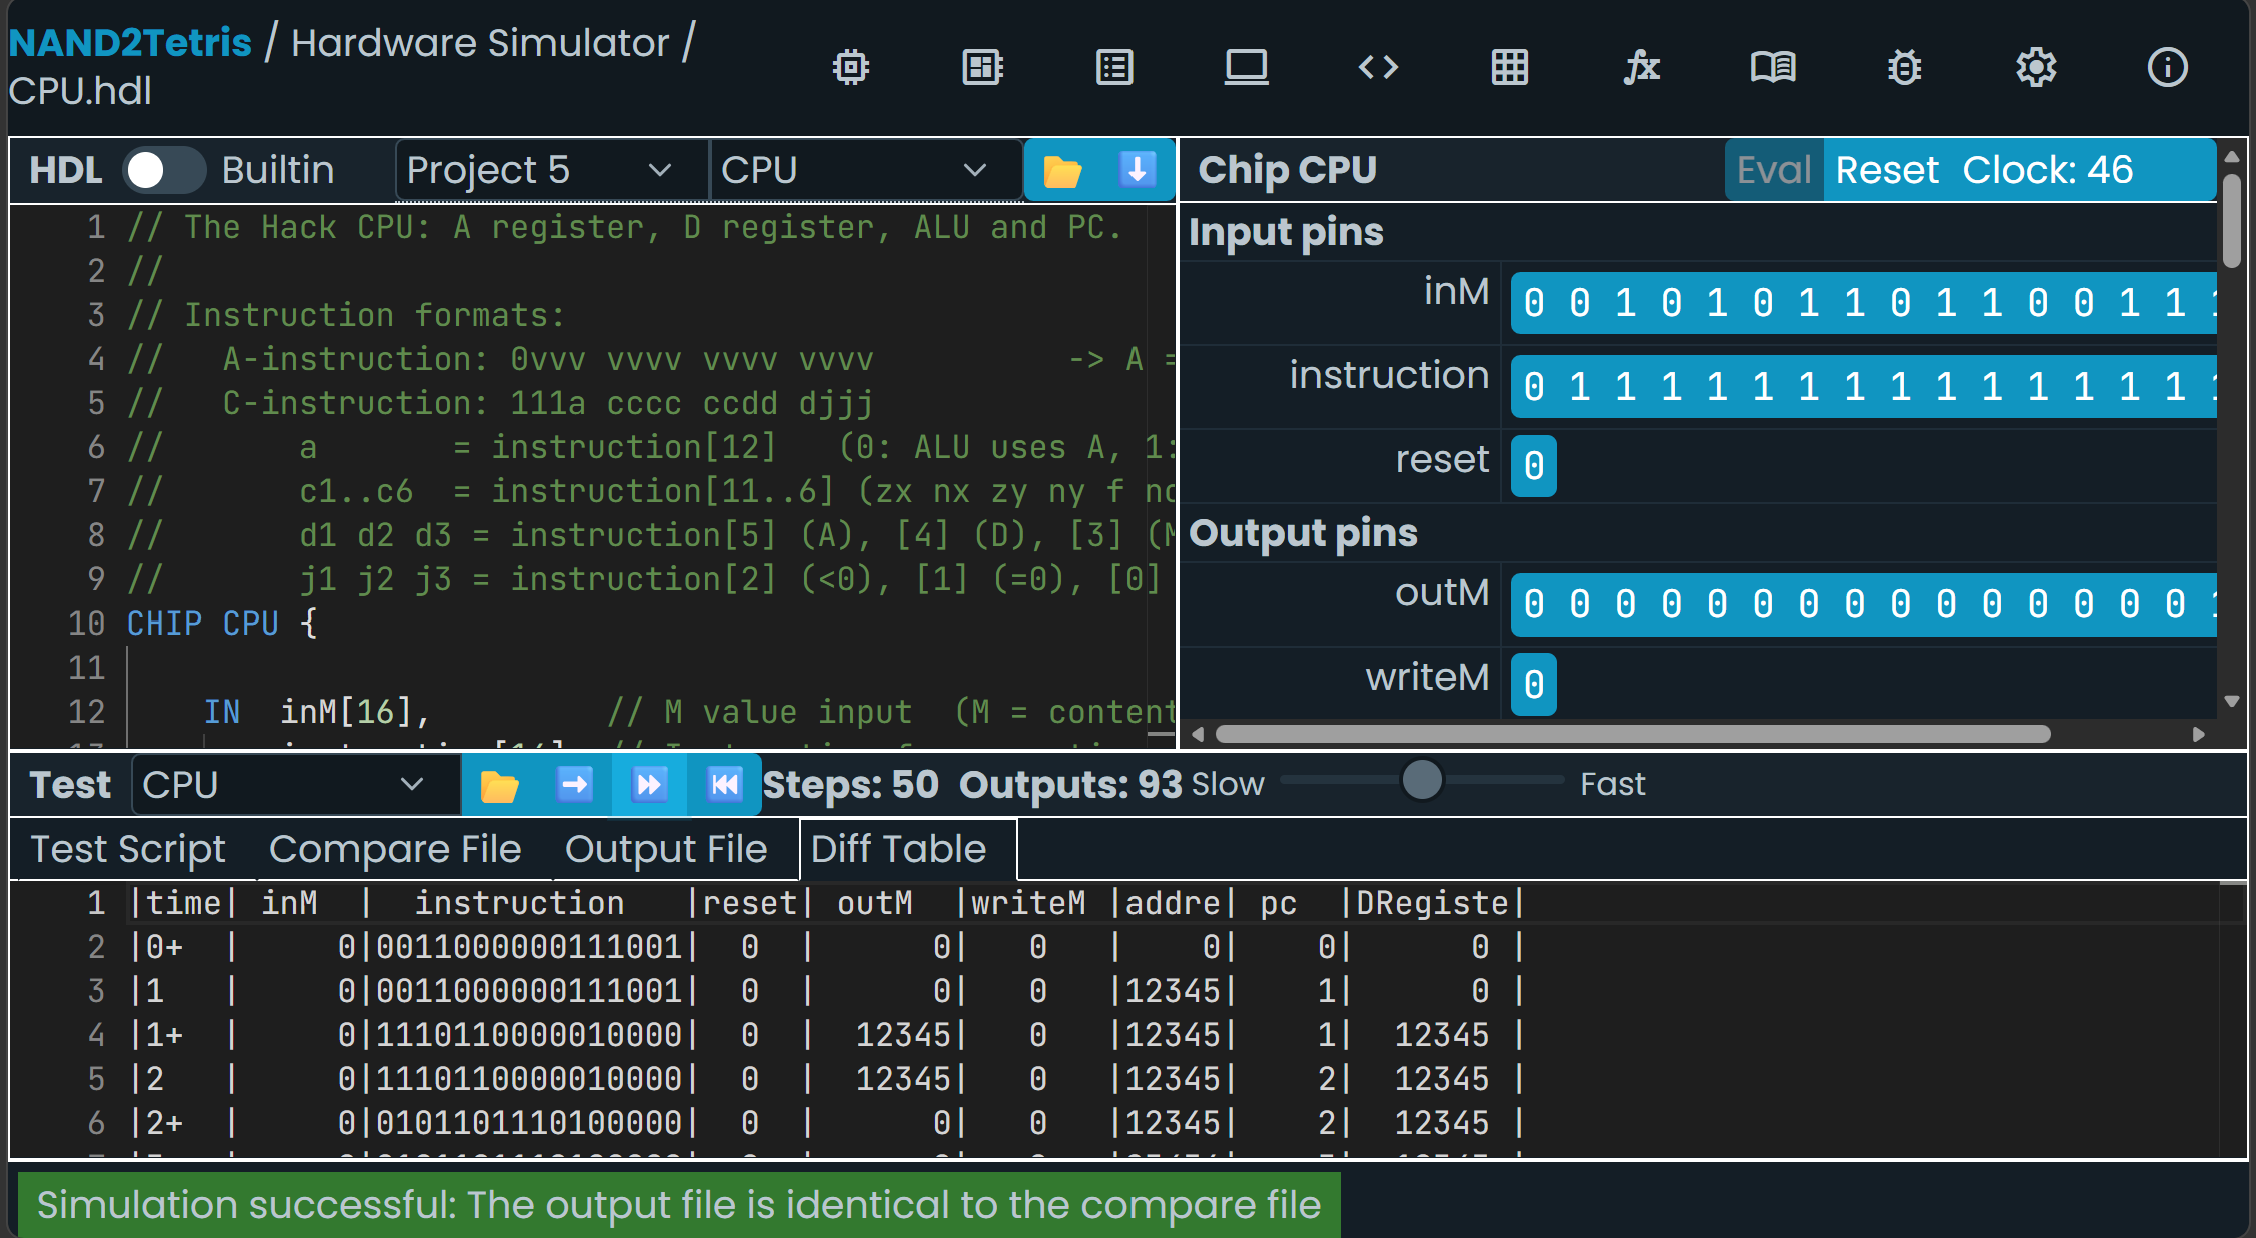 NAND2Tetris / Hardware Simulator /
CPU.hdl
HDL Builtin Project 5 CPU
1 // The Hack CPU: A register, D register, ALU and PC.
2 //
3 // Instruction formats:
4 //   A-instruction: 0vvv vvvv vvvv vvvv          -> A =
5 //   C-instruction: 111a cccc ccdd djjj
6 //       a       = instruction[12]   (0: ALU uses A, 1:
7 //       c1..c6  = instruction[11..6] (zx nx zy ny f no
8 //       d1 d2 d3 = instruction[5] (A), [4] (D), [3] (M
9 //       j1 j2 j3 = instruction[2] (<0), [1] (=0), [0]
10 CHIP CPU {
11
12     IN  inM[16],         // M value input  (M = content
Chip CPU Eval Reset Clock: 46
Input pins
inM 0 0 1 0 1 0 1 1 0 1 1 0 0 1 1 1
instruction 0 1 1 1 1 1 1 1 1 1 1 1 1 1 1 1
reset 0
Output pins
outM 0 0 0 0 0 0 0 0 0 0 0 0 0 0 0 1
writeM 0
Test CPU Steps: 50 Outputs: 93 Slow Fast
Test Script Compare File Output File Diff Table
1 |time| inM  |  instruction   |reset| outM  |writeM |addre| pc  |DRegiste|
2 |0+  |     0|0011000000111001|  0  |      0|   0   |    0|    0|      0 |
3 |1   |     0|0011000000111001|  0  |      0|   0   |12345|    1|      0 |
4 |1+  |     0|1110110000010000|  0  |  12345|   0   |12345|    1|  12345 |
5 |2   |     0|1110110000010000|  0  |  12345|   0   |12345|    2|  12345 |
6 |2+  |     0|0101101110100000|  0  |      0|   0   |12345|    2|  12345 |
Simulation successful: The output file is identical to the compare file